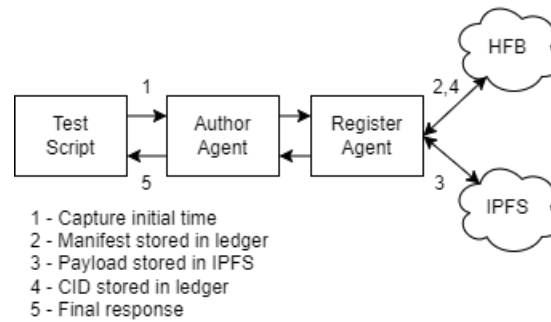 HFB
1
2,4
Test
Script
Author
Agent
Register
Agent
5
3
IPFS
1 - Capture initial time
2 - Manifest stored in ledger
3 - Payload stored in IPFS
4 - CID stored in ledger
5 - Final response